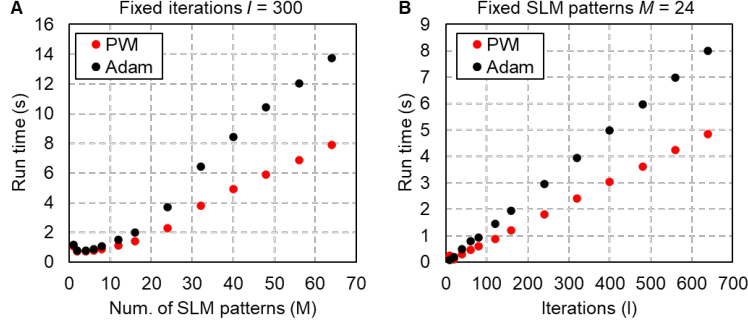 A
Fixed iterations I = 300
16
14
12
10
8
6
4
2
0
Run time (s)
PWI
Adam
0 10 20 30 40 50 60 70
Num. of SLM patterns (M)
B
Fixed SLM patterns M = 24
9
8
7
6
5
4
3
2
1
0
Run time (s)
PWI
Adam
0 100 200 300 400 500 600 700
Iterations (I)